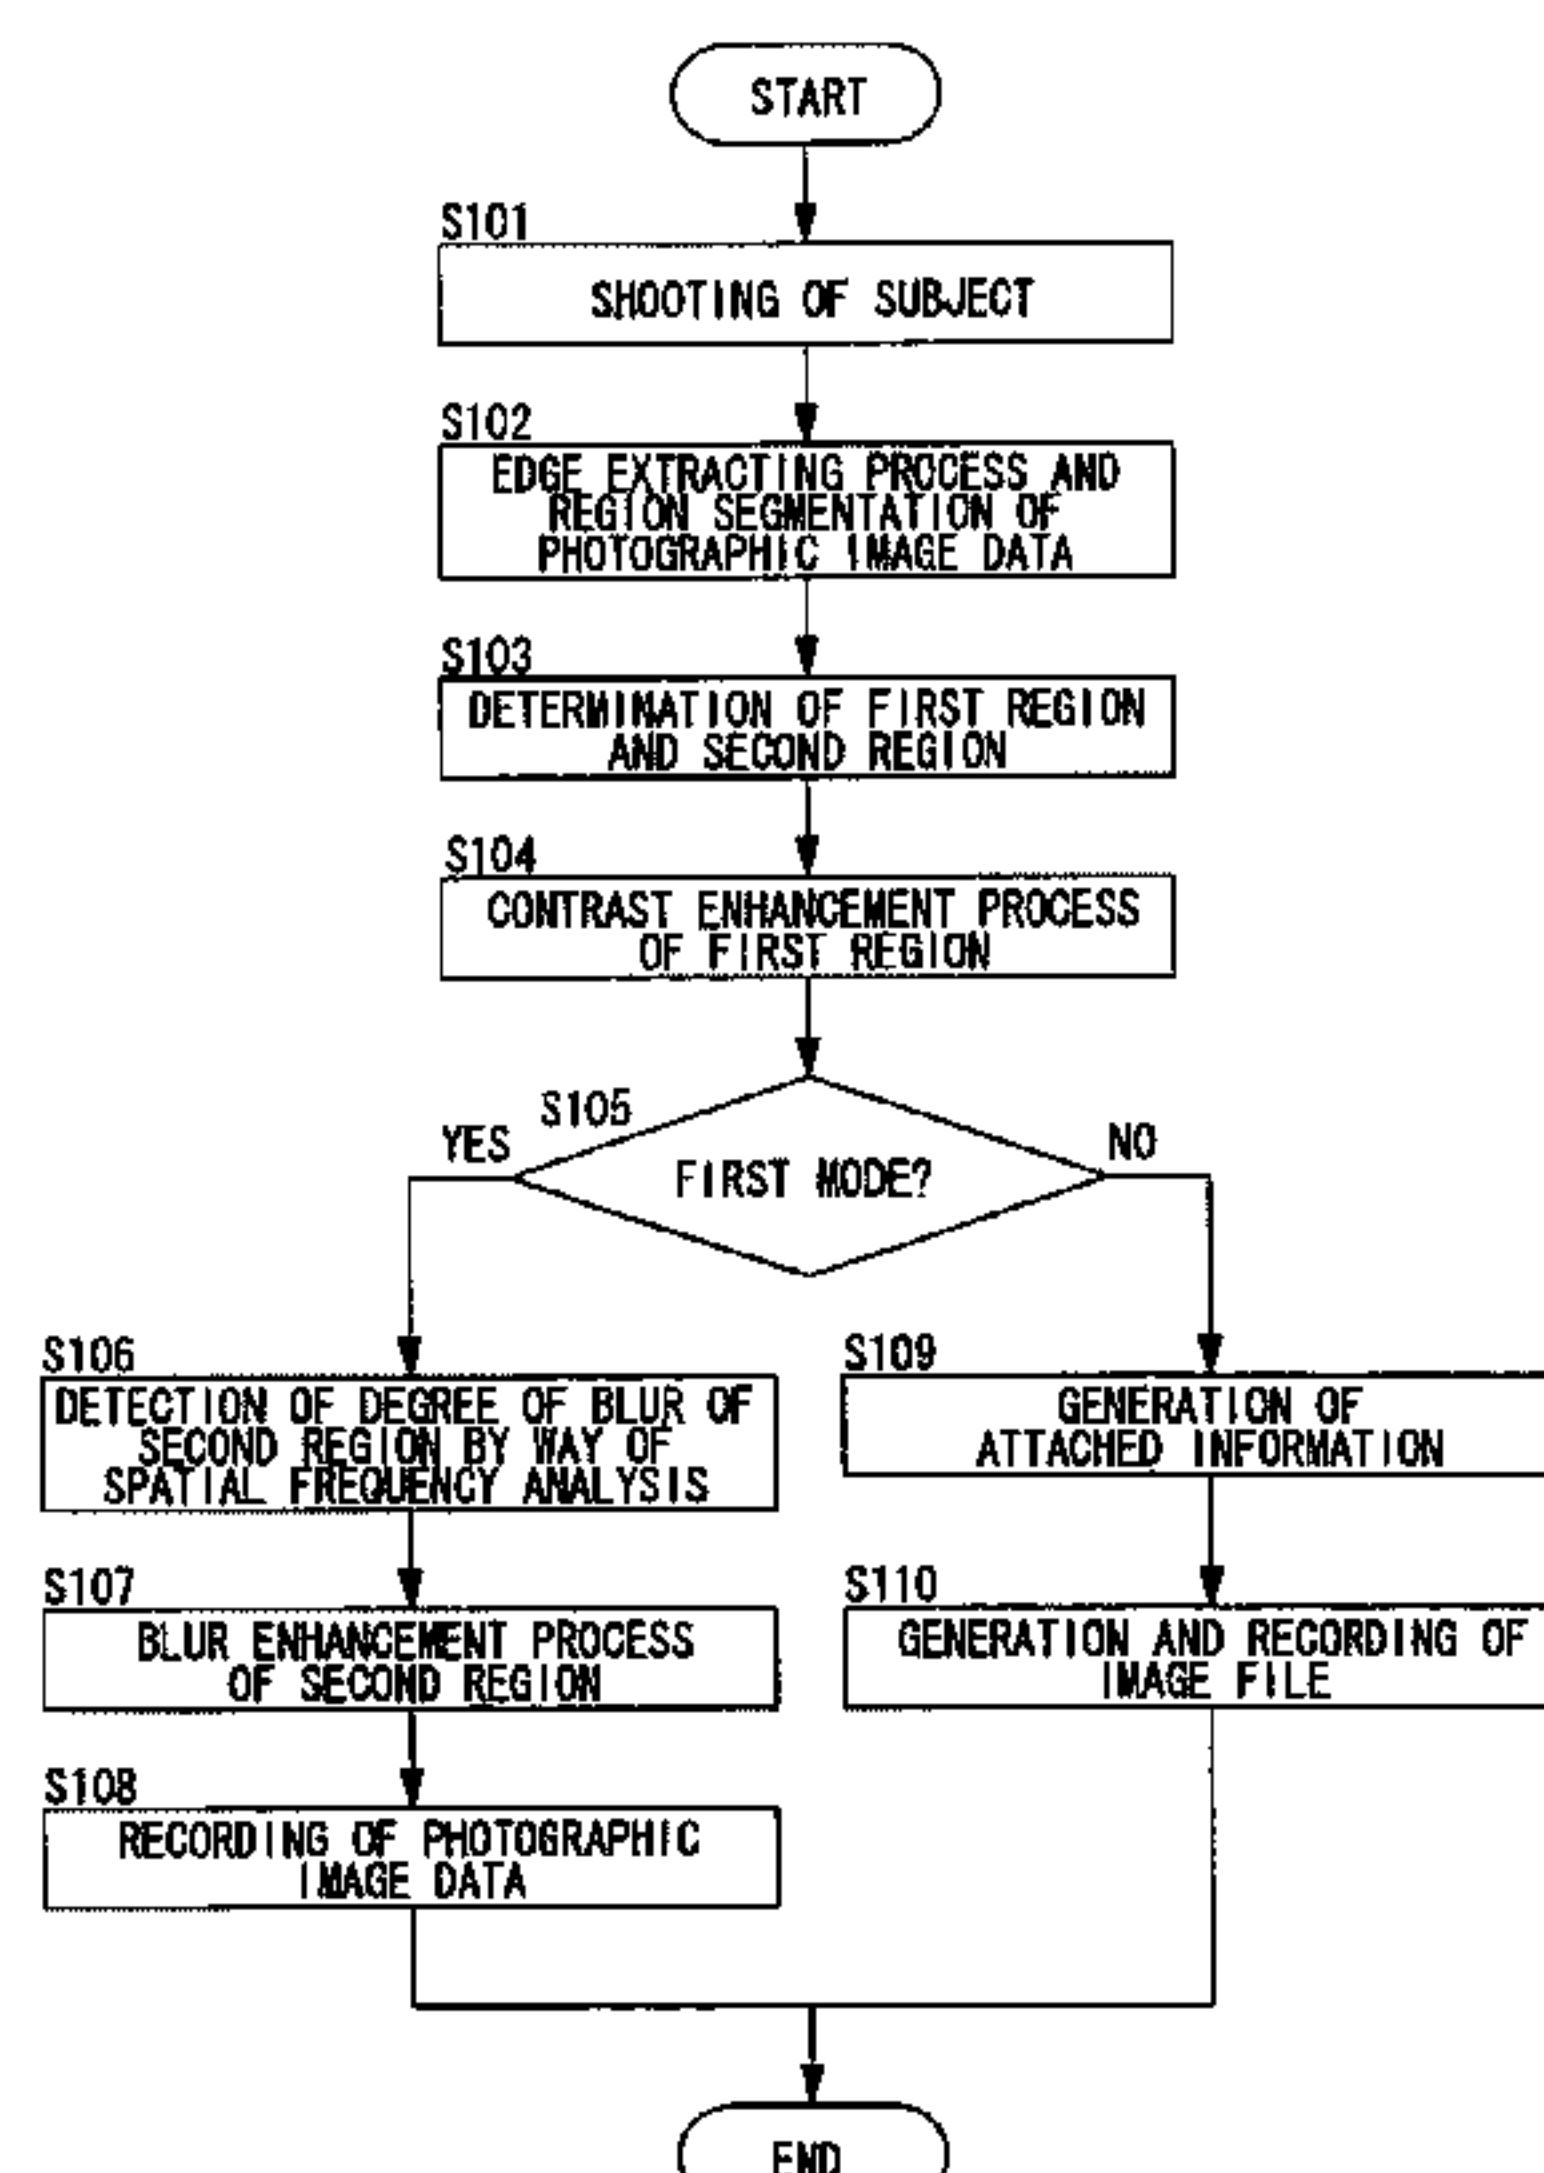 START
S101
SHOOTING OF SUBJECT
S102
EDGE EXTRACTING PROCESS AND
REGION SEGMENTATION OF
PHOTOGRAPHIC IMAGE DATA
S103
DETERMINATION OF FIRST REGION
AND SECOND REGION
S104
CONTRAST ENHANCEMENT PROCESS
OF FIRST REGION
S105
YES
NO
FIRST MODE?
S106
DETECTION OF DEGREE OF BLUR OF
SECOND REGION BY WAY OF
SPATIAL FREQUENCY ANALYSIS
S107
BLUR ENHANCEMENT PROCESS
OF SECOND REGION
S108
RECORDING OF PHOTOGRAPHIC
IMAGE DATA
S109
GENERATION OF
ATTACHED INFORMATION
S110
GENERATION AND RECORDING OF
IMAGE FILE
END